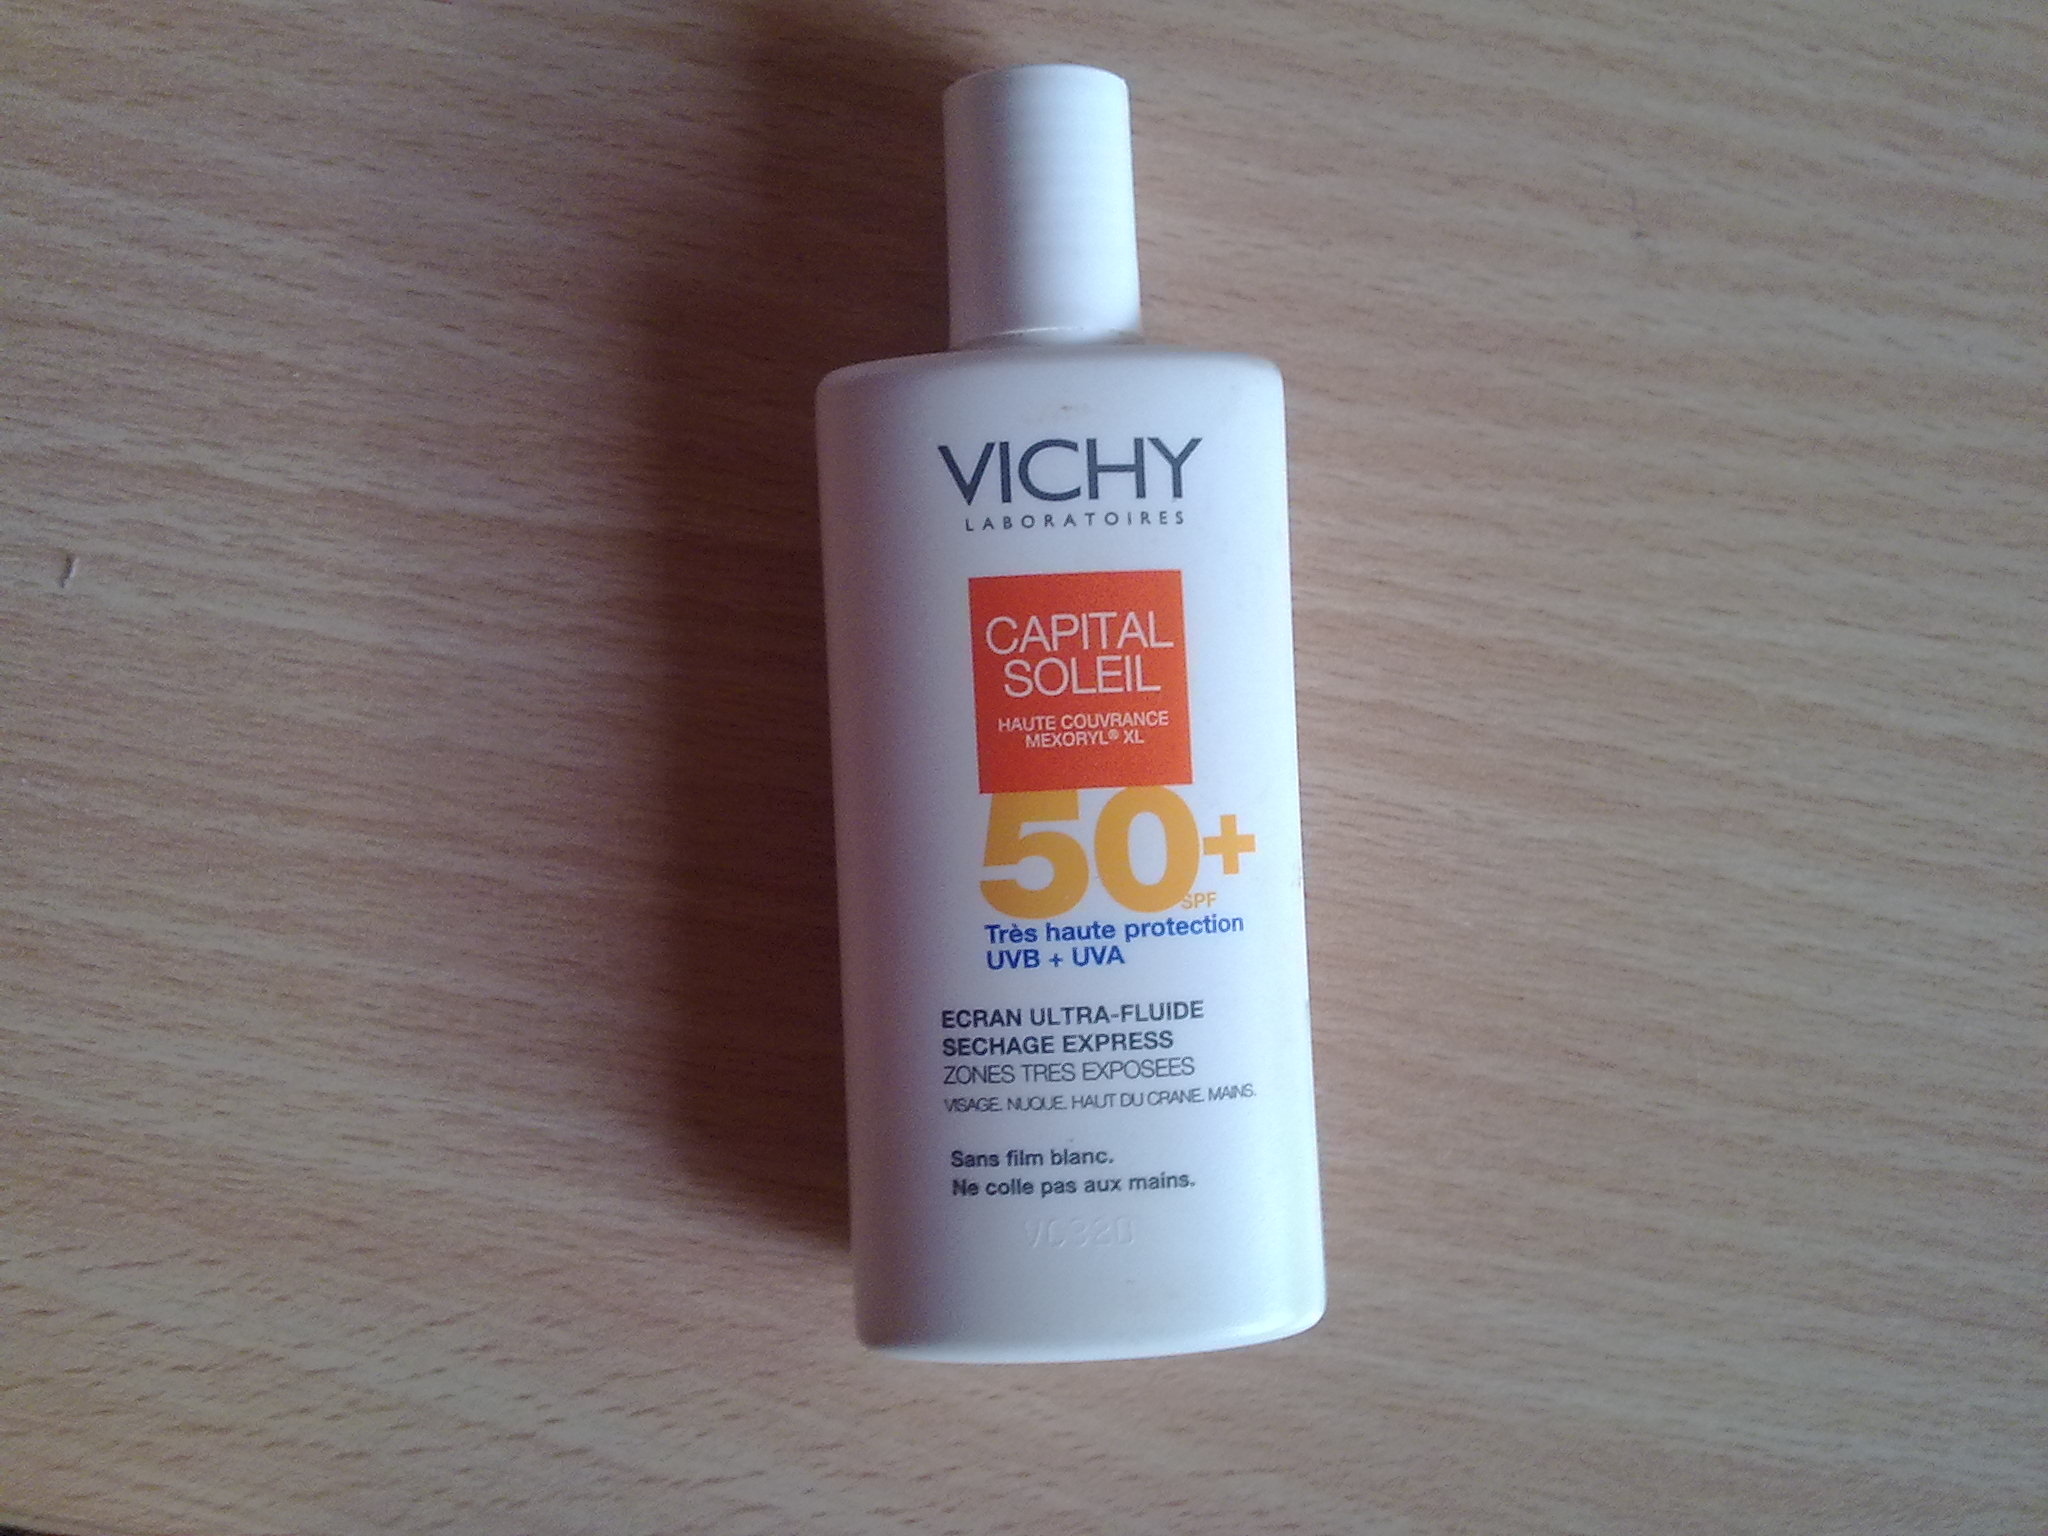 VICHY
LABORATOIRES
CAPITAL
SOLEIL
HAUTE COUVRANCE
MEXORYL® XL
50+
SPF
Très haute protection
UVB + UVA
ECRAN ULTRA-FLUIDE
SECHAGE EXPRESS
ZONES TRES EXPOSEES
VISAGE. NUQUE. HAUT DU CRANE. MAINS.
Sans film blanc.
Ne colle pas aux mains.